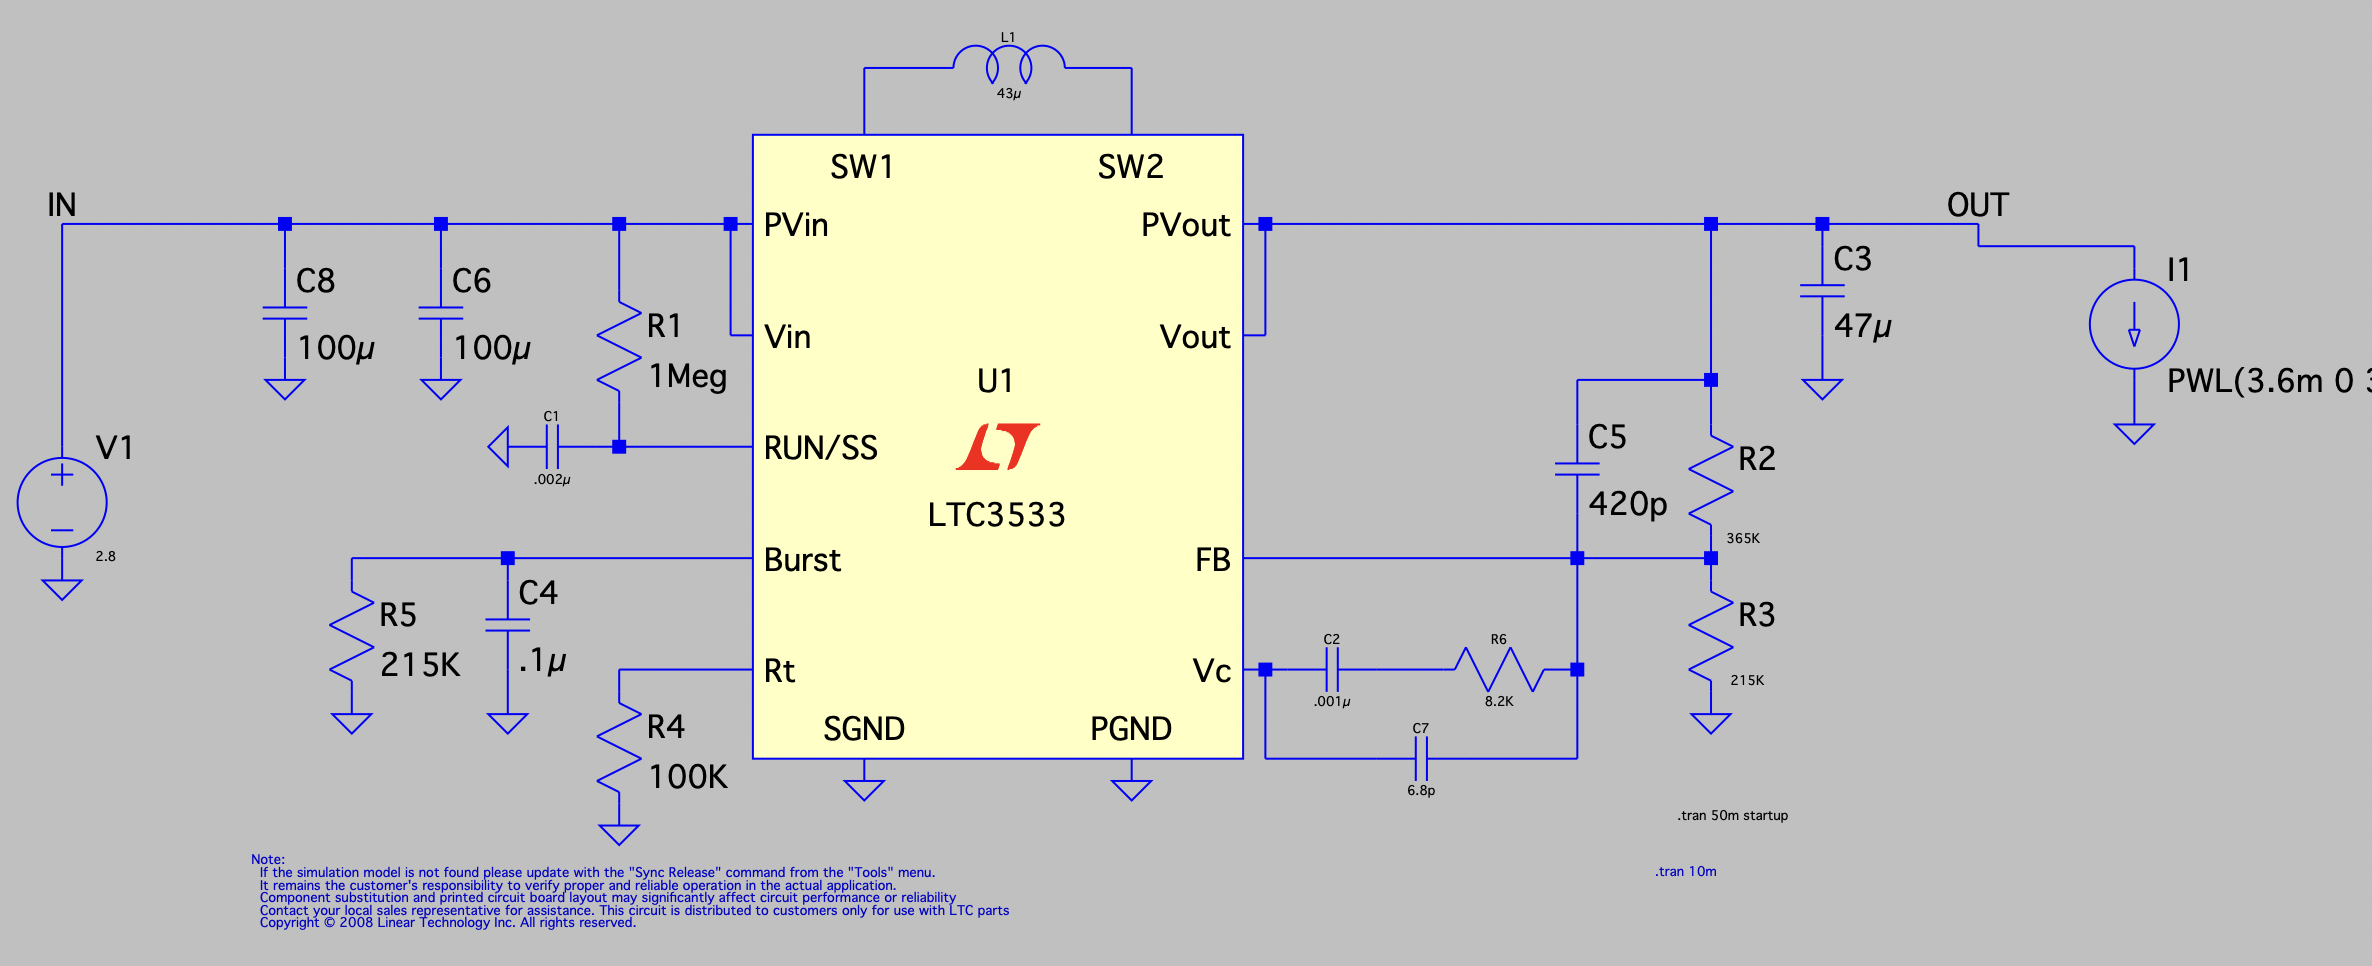 L1
43µ
SW1
SW2
IN
PVin
PVout
OUT
C8
100µ
C6
100µ
R1
1Meg
Vin
Vout
C3
47µ
I1
PWL(3.6m 0 3
U1
C1
.002µ
RUN/SS
LTC3533
C5
420p
R2
365K
V1
2.8
Burst
FB
R5
215K
C4
.1µ
R3
215K
Rt
Vc
C2
.001µ
R6
8.2K
R4
100K
SGND
PGND
C7
6.8p
.tran 50m startup
.tran 10m
Note:
If the simulation model is not found please update with the "Sync Release" command from the "Tools" menu.
It remains the customer's responsibility to verify proper and reliable operation in the actual application.
Component substitution and printed circuit board layout may significantly affect circuit performance or reliability
Contact your local sales representative for assistance. This circuit is distributed to customers only for use with LTC parts
Copyright © 2008 Linear Technology Inc. All rights reserved.